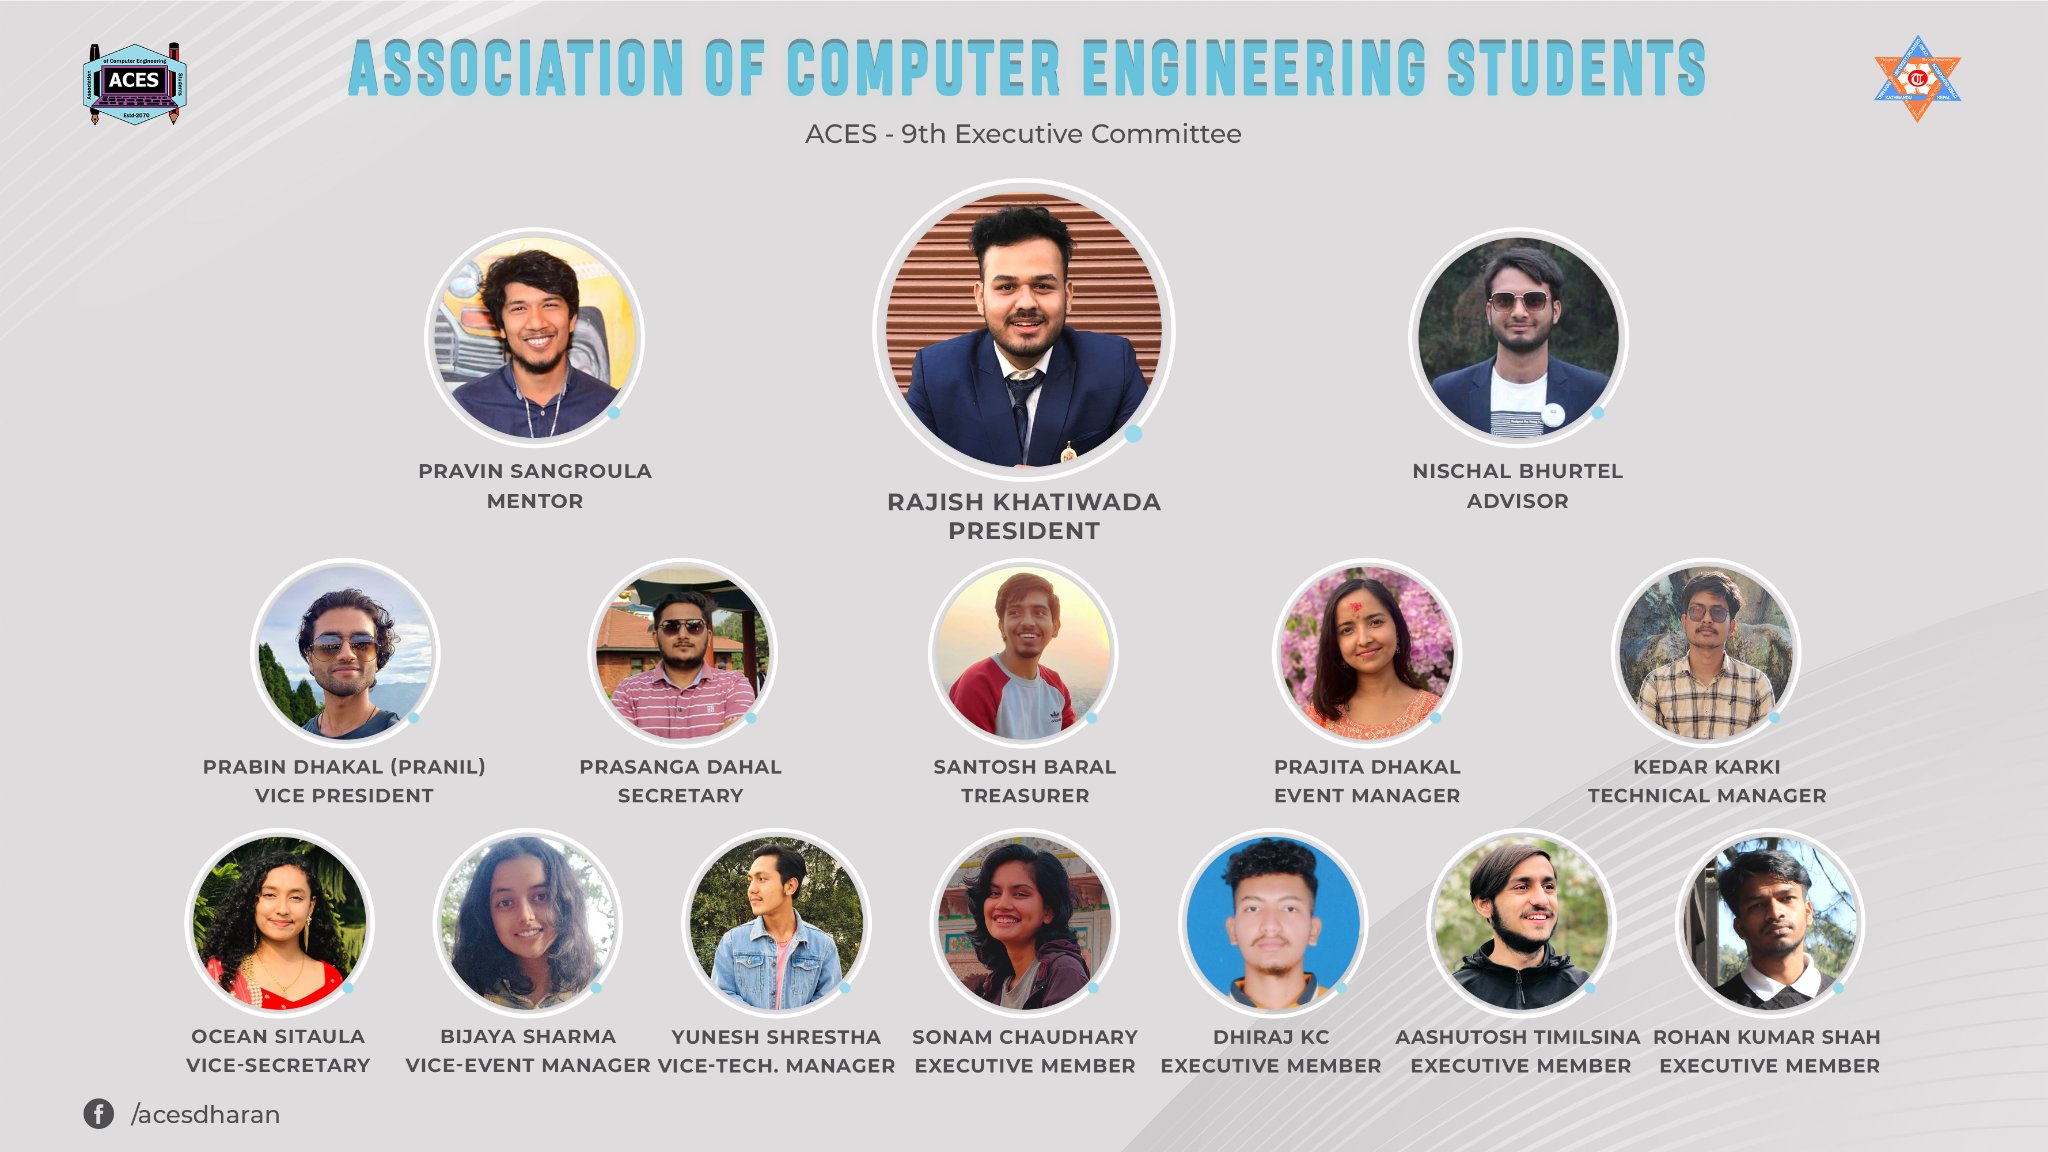 of Computer Engineering
Association
ACES
Students
Estd-2070
ASSOCIATION OF COMPUTER ENGINEERING STUDENTS
ACES - 9th Executive Committee
KATHMANDU
NEPAL
PRAVIN SANGROULA
MENTOR
RAJISH KHATIWADA
PRESIDENT
NISCHAL BHURTEL
ADVISOR
PRABIN DHAKAL (PRANIL)
VICE PRESIDENT
PRASANGA DAHAL
SECRETARY
SANTOSH BARAL
TREASURER
PRAJITA DHAKAL
EVENT MANAGER
KEDAR KARKI
TECHNICAL MANAGER
OCEAN SITAULA
VICE-SECRETARY
BIJAYA SHARMA
VICE-EVENT MANAGER
YUNESH SHRESTHA
VICE-TECH. MANAGER
SONAM CHAUDHARY
EXECUTIVE MEMBER
DHIRAJ KC
EXECUTIVE MEMBER
AASHUTOSH TIMILSINA
EXECUTIVE MEMBER
ROHAN KUMAR SHAH
EXECUTIVE MEMBER
/acesdharan